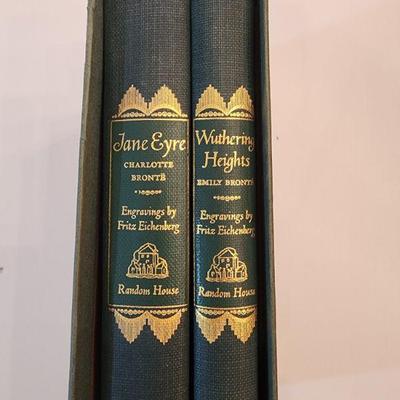 Jane Eyre
CHARLOTTE
BRONTË
Engravings by
Fritz Eichenberg
Random House
Wuthering
Heights
EMILY BRONTË
Engravings by
Fritz Eichenberg
Random House